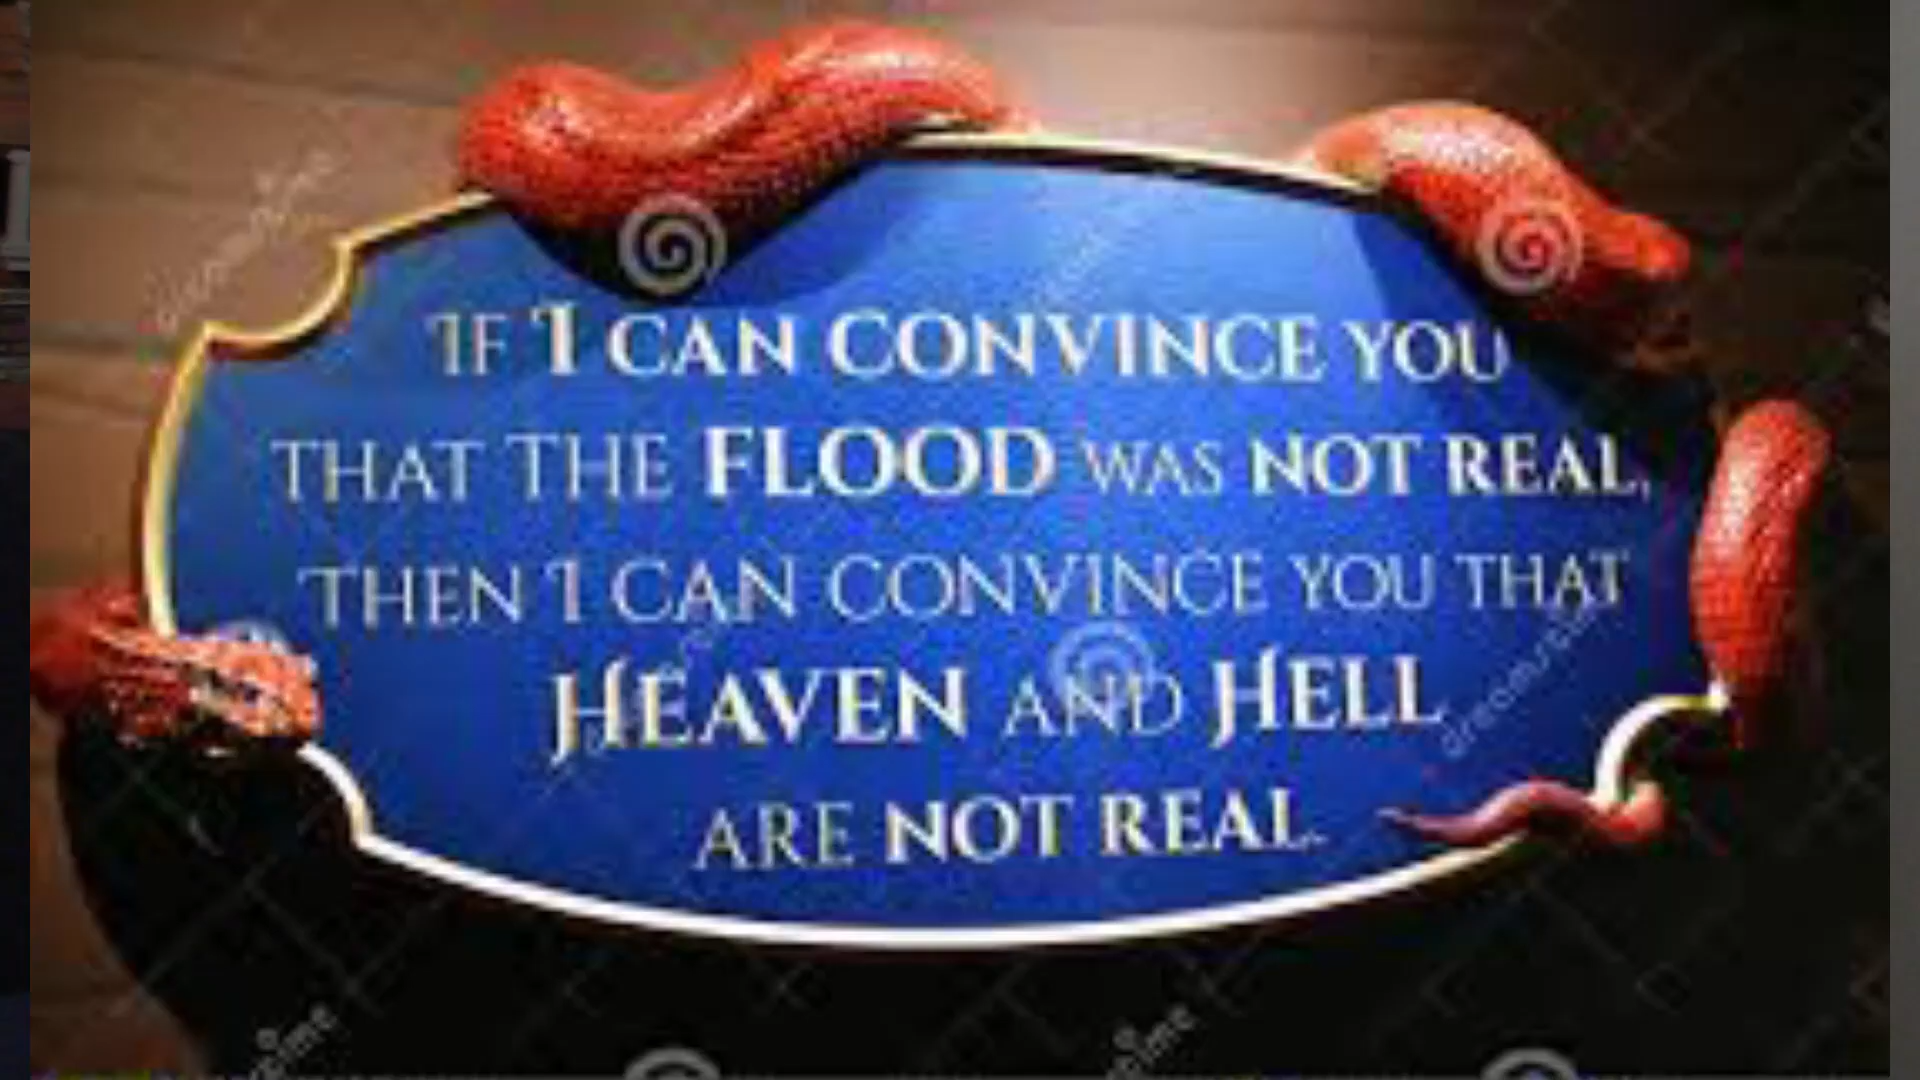 IF I CAN CONVINCE YOU
THAT THE FLOOD WAS NOT REAL,
THEN I CAN CONVINCE YOU THAT
HEAVEN AND HELL
ARE NOT REAL.
dreamstime